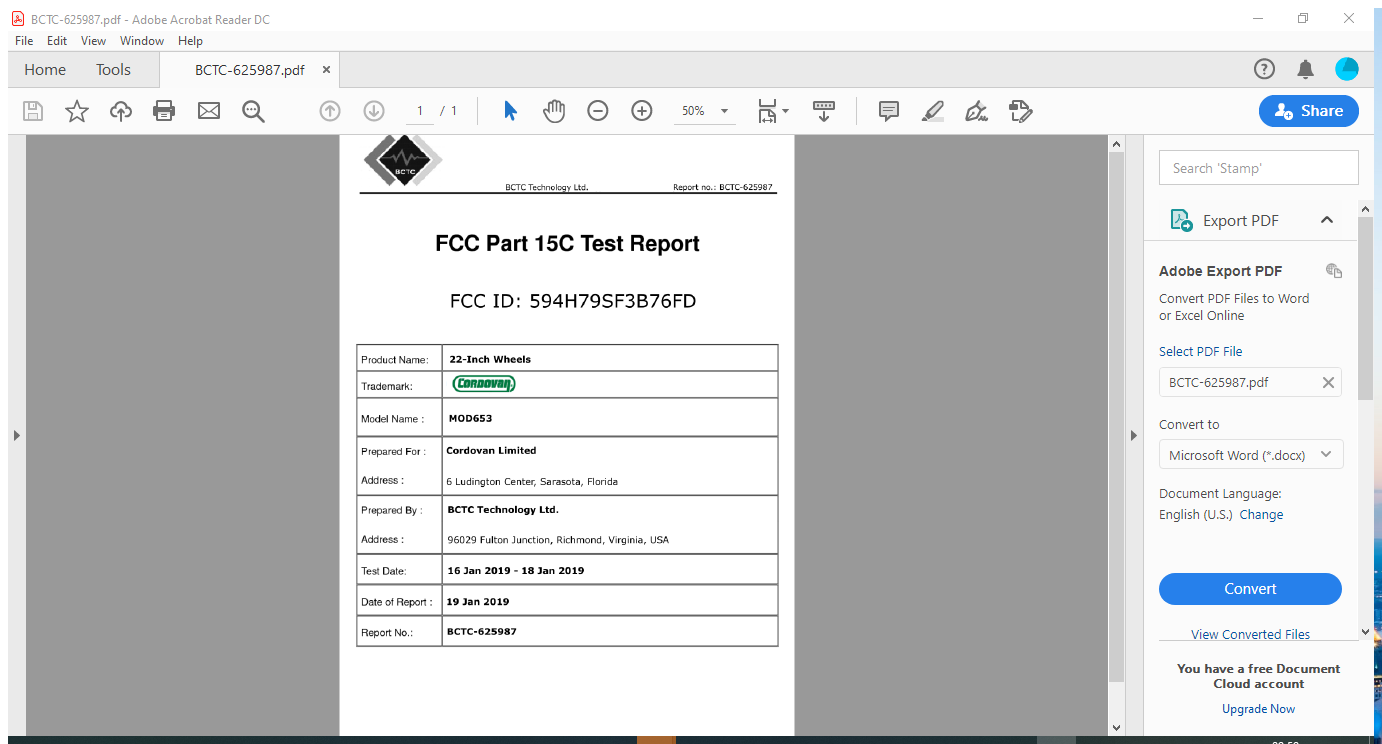 BCTC-625987.pdf - Adobe Acrobat Reader DC
File Edit View Window Help
Home Tools BCTC-625987.pdf ×
1 / 1 50% Share
BCTC
BCTC Technology Ltd. Report no.: BCTC-625987
FCC Part 15C Test Report
FCC ID: 594H79SF3B76FD
Product Name: 22-Inch Wheels
Trademark: Cordovan
Model Name : MOD653
Prepared For : Cordovan Limited
Address : 6 Ludington Center, Sarasota, Florida
Prepared By : BCTC Technology Ltd.
Address : 96029 Fulton Junction, Richmond, Virginia, USA
Test Date: 16 Jan 2019 - 18 Jan 2019
Date of Report : 19 Jan 2019
Report No.: BCTC-625987
Search 'Stamp'
Export PDF
Adobe Export PDF
Convert PDF Files to Word
or Excel Online
Select PDF File
BCTC-625987.pdf
Convert to
Microsoft Word (*.docx)
Document Language:
English (U.S.) Change
Convert
View Converted Files
You have a free Document
Cloud account
Upgrade Now